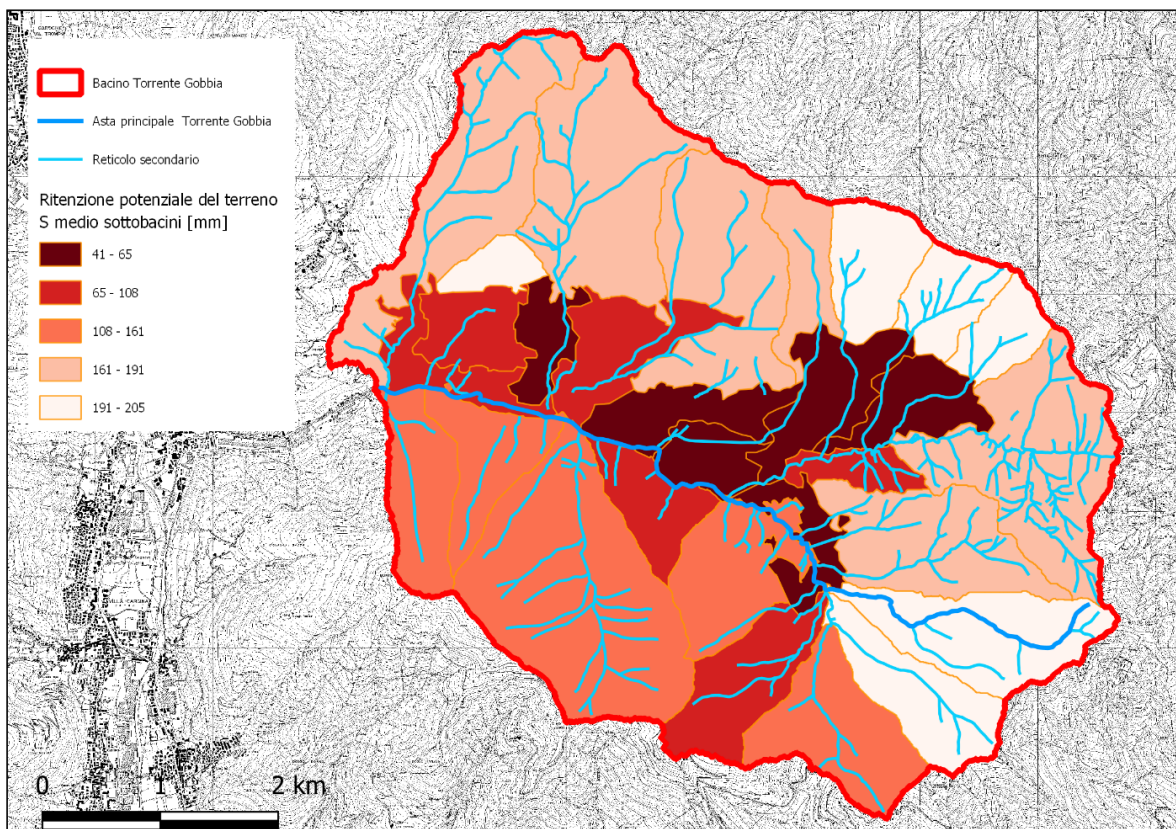 Bacino Torrente Gobbia
Asta principale Torrente Gobbia
Reticolo secondario
Ritenzione potenziale del terreno
S medio sottobacini [mm]
41 - 65
65 - 108
108 - 161
161 - 191
191 - 205
0 1 2 km